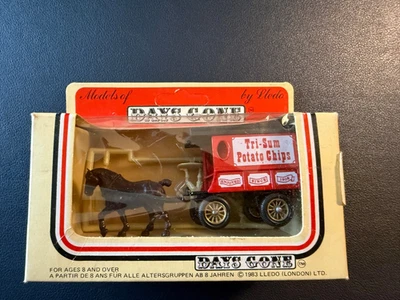 Models of
by Lledo
DAYS GONE
Tri-Sum
Potato Chips
DAYS GONE
FOR AGES 8 AND OVER
A PARTIR DE 8 ANS FÜR ALLE ALTERSGRUPPEN AB 8 JAHREN © 1983 LLEDO (LONDON) LTD.